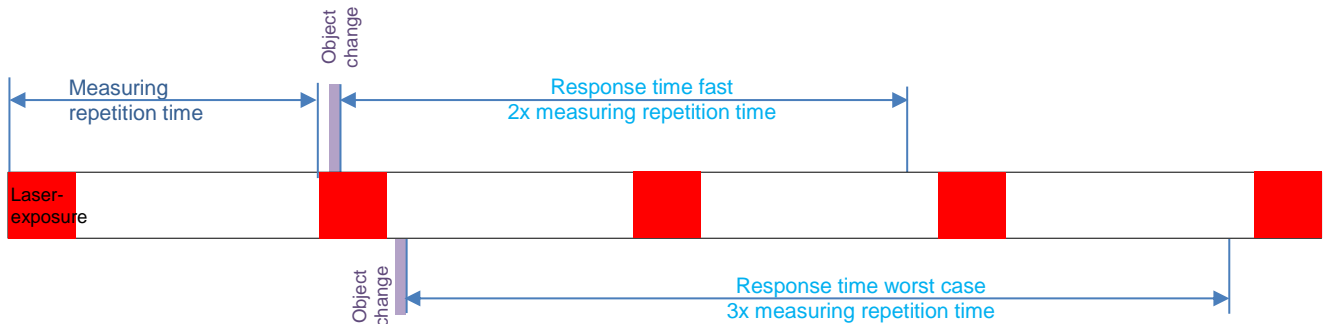 Object
change
Measuring
repetition time
Response time fast
2x measuring repetition time
Laser-
exposure
Object
change
Response time worst case
3x measuring repetition time